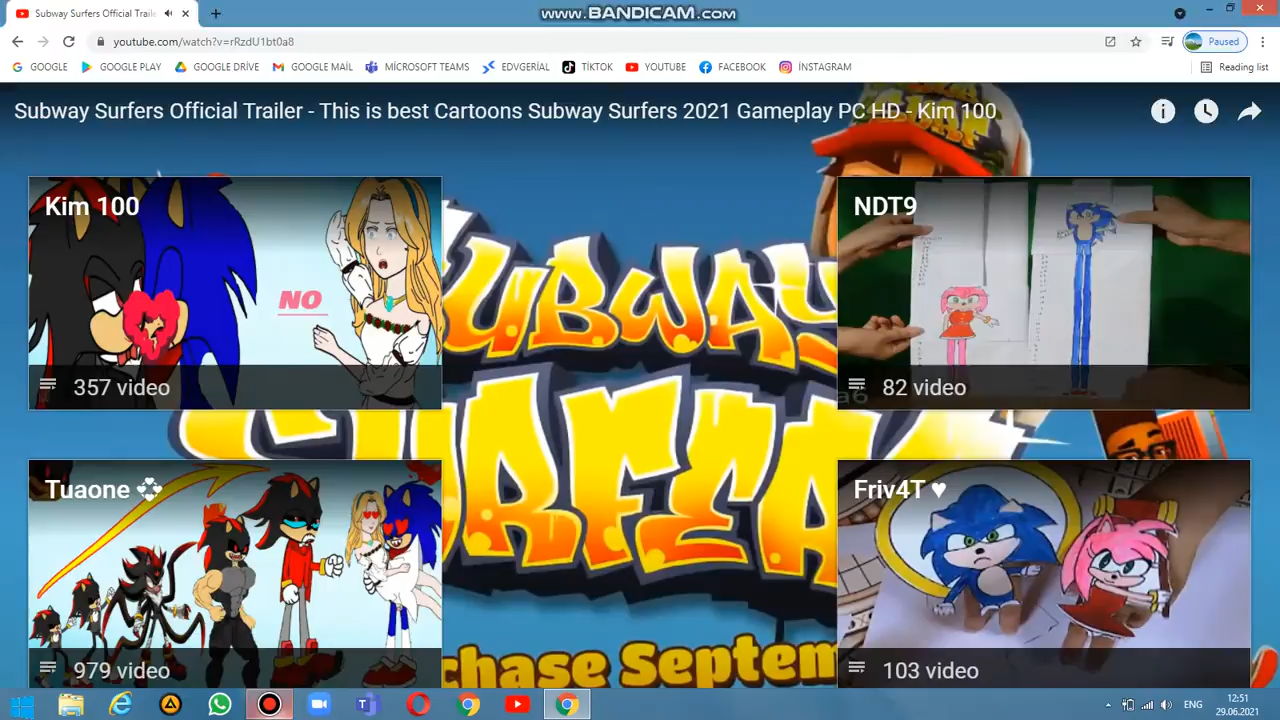 Subway Surfers Official Traile
www.BANDICAM.com
youtube.com/watch?v=rRzdU1bt0a8
Paused
GOOGLE
GOOGLE PLAY
GOOGLE DRİVE
GOOGLE MAİL
MİCROSOFT TEAMS
EDVGERİAL
TİKTOK
YOUTUBE
FACEBOOK
İNSTAGRAM
Reading list
Subway Surfers Official Trailer - This is best Cartoons Subway Surfers 2021 Gameplay PC HD - Kim 100
Kim 100
NO
357 video
NDT9
82 video
SUBWAY
SURFERS
Tuaone
979 video
Friv4T ♥
103 video
chase Septem
ENG
12:51
29.06.2021